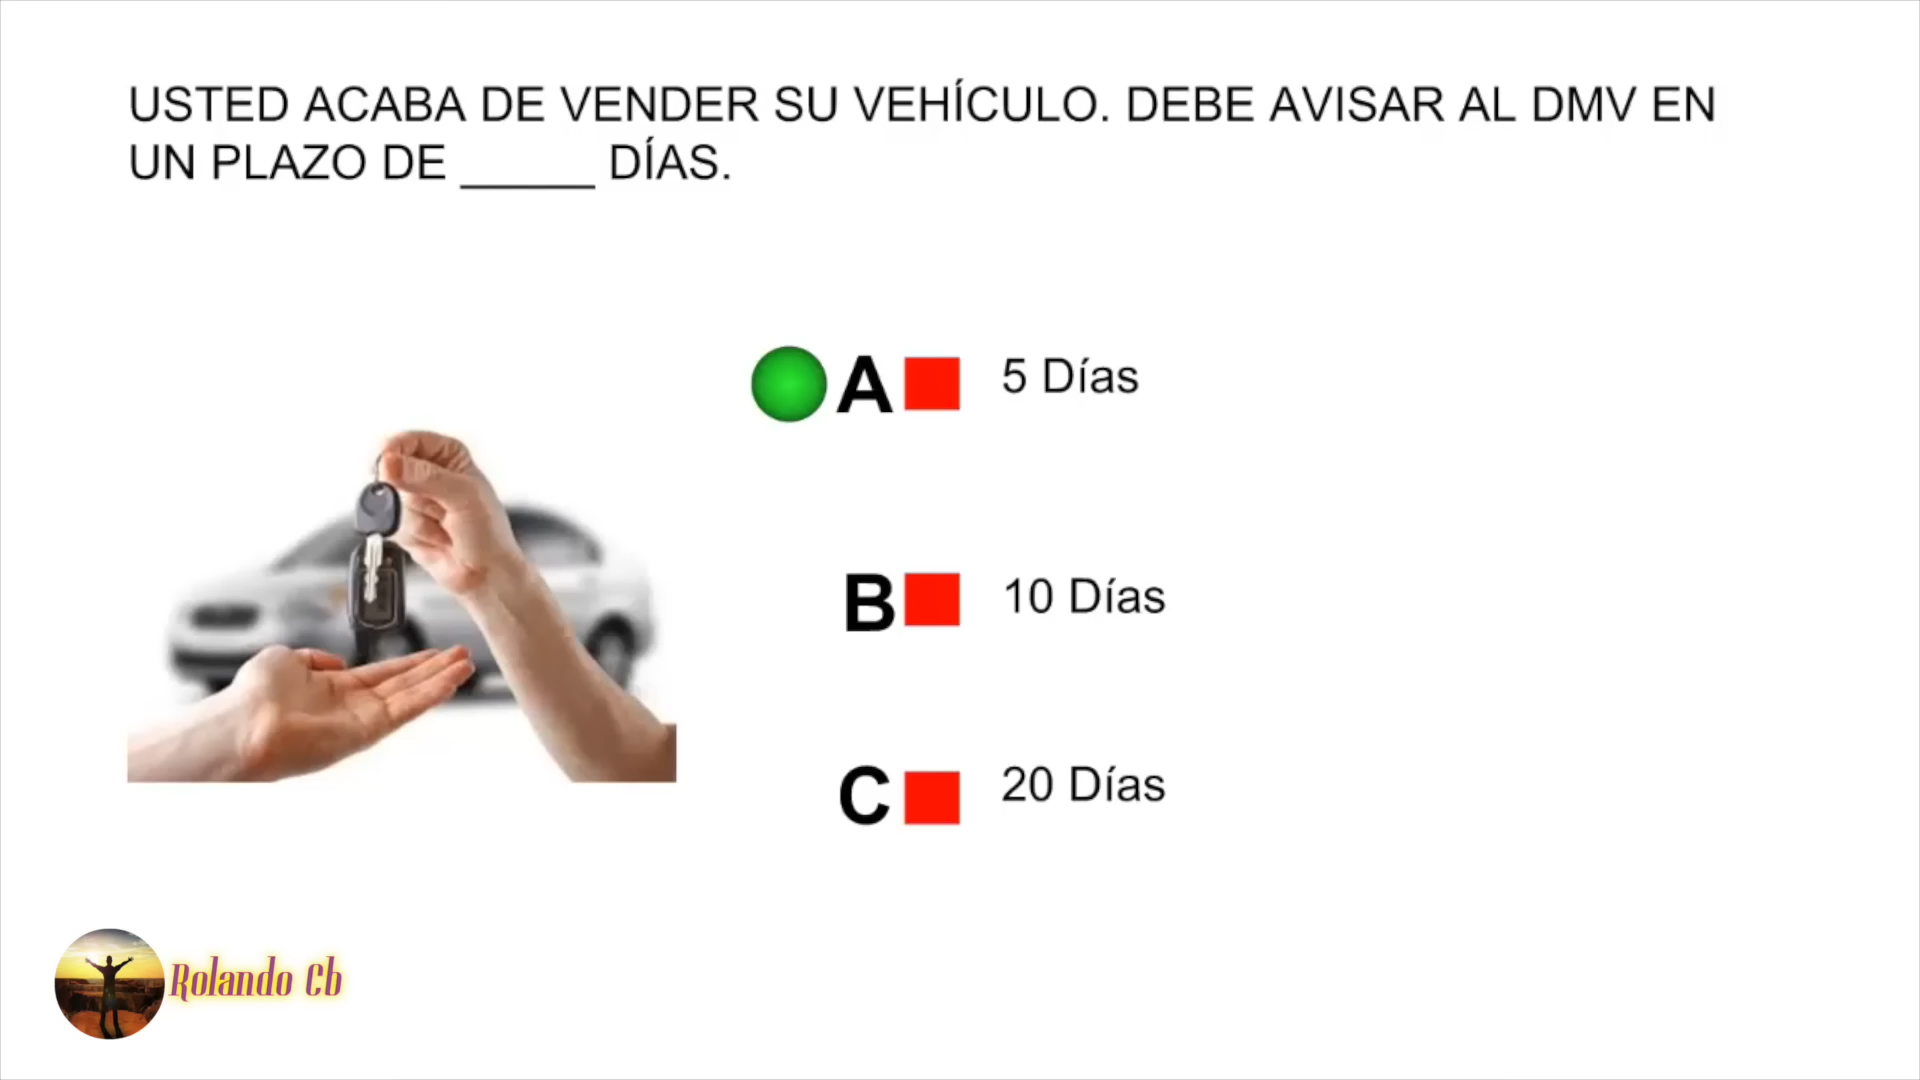 USTED ACABA DE VENDER SU VEHÍCULO. DEBE AVISAR AL DMV EN
UN PLAZO DE _____ DÍAS.
A 5 Días
B 10 Días
C 20 Días
Rolando Cb